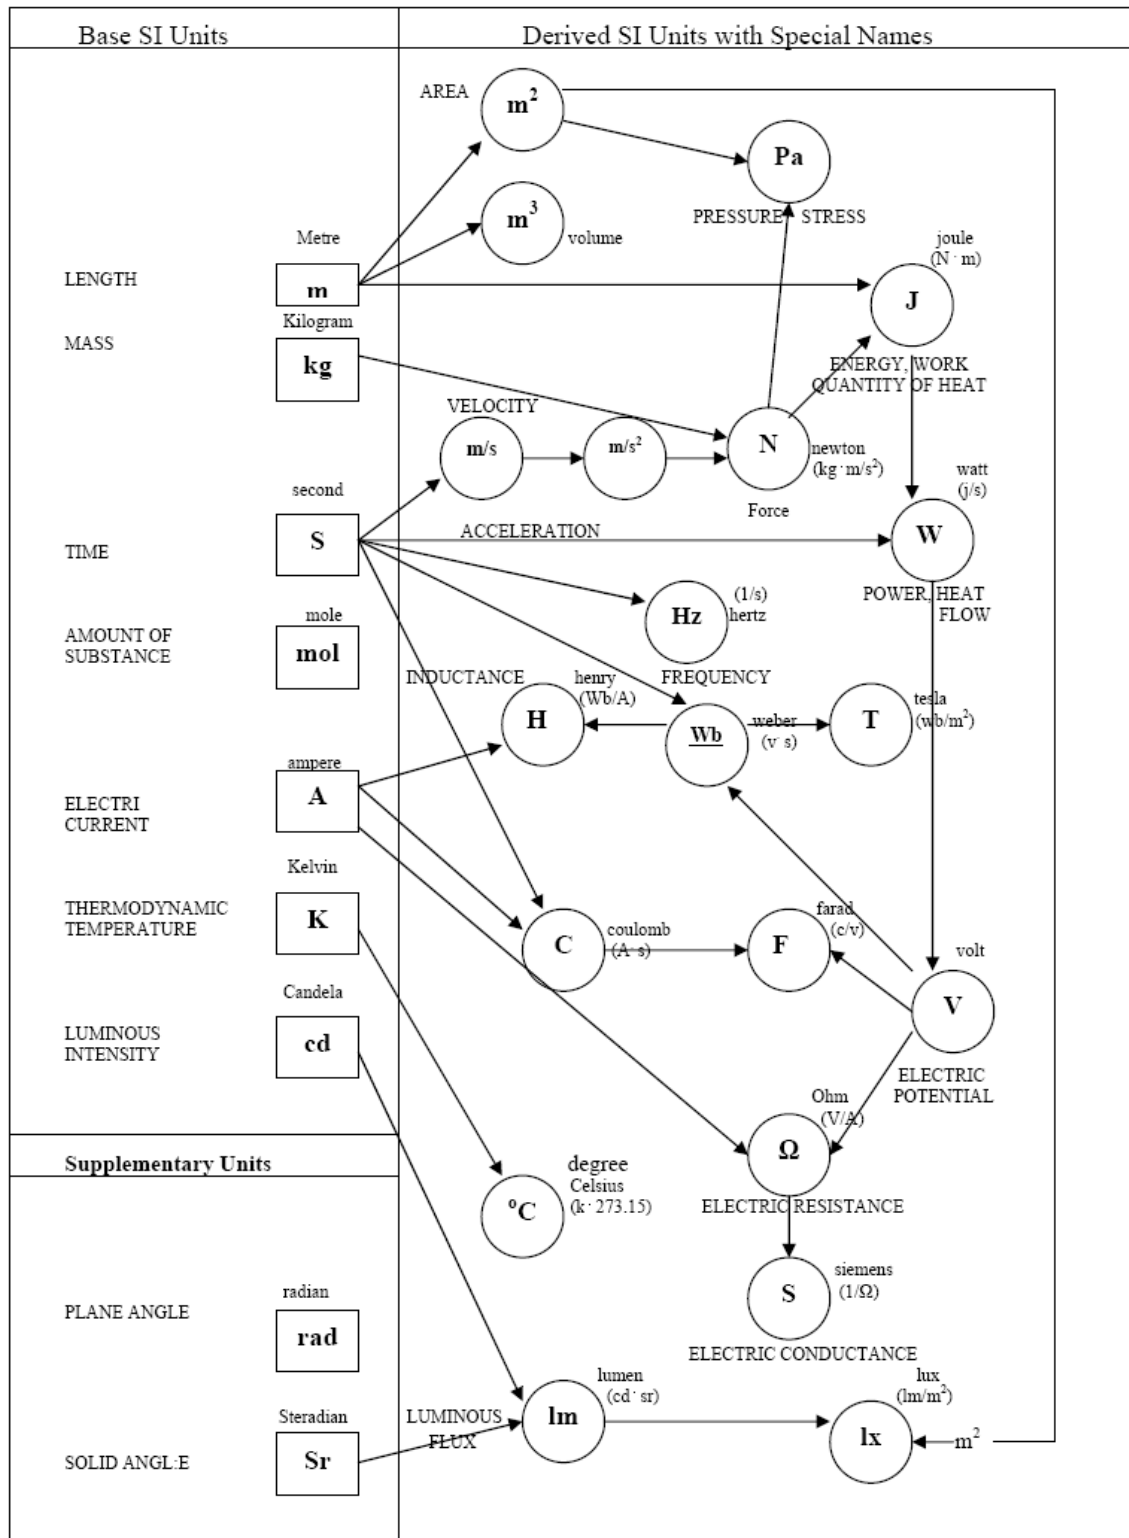 Base SI Units
Derived SI Units with Special Names
AREA
m²
Pa
PRESSURE STRESS
m³
volume
Metre
LENGTH
m
joule
(N· m)
J
Kilogram
MASS
kg
ENERGY, WORK
QUANTITY OF HEAT
VELOCITY
m/s
m/s²
N
newton
(kg·m/s²)
Force
second
S
TIME
ACCELERATION
watt
(j/s)
W
POWER, HEAT
FLOW
Hz
(1/s)
hertz
FREQUENCY
mole
mol
AMOUNT OF
SUBSTANCE
INDUCTANCE
henry
(Wb/A)
H
Wb
weber
(v· s)
T
tesla
(wb/m²)
ampere
A
ELECTRI
CURRENT
Kelvin
K
THERMODYNAMIC
TEMPERATURE
C
coulomb
(A· s)
F
farad
(c/v)
volt
V
ELECTRIC
POTENTIAL
Candela
cd
LUMINOUS
INTENSITY
Ohm
(V/A)
Ω
ELECTRIC RESISTANCE
Supplementary Units
ºC
degree
Celsius
(k· 273.15)
S
siemens
(1/Ω)
ELECTRIC CONDUCTANCE
radian
PLANE ANGLE
rad
Steradian
Sr
SOLID ANGL:E
LUMINOUS
FLUX
lm
lumen
(cd· sr)
lux
(lm/m²)
lx
m²